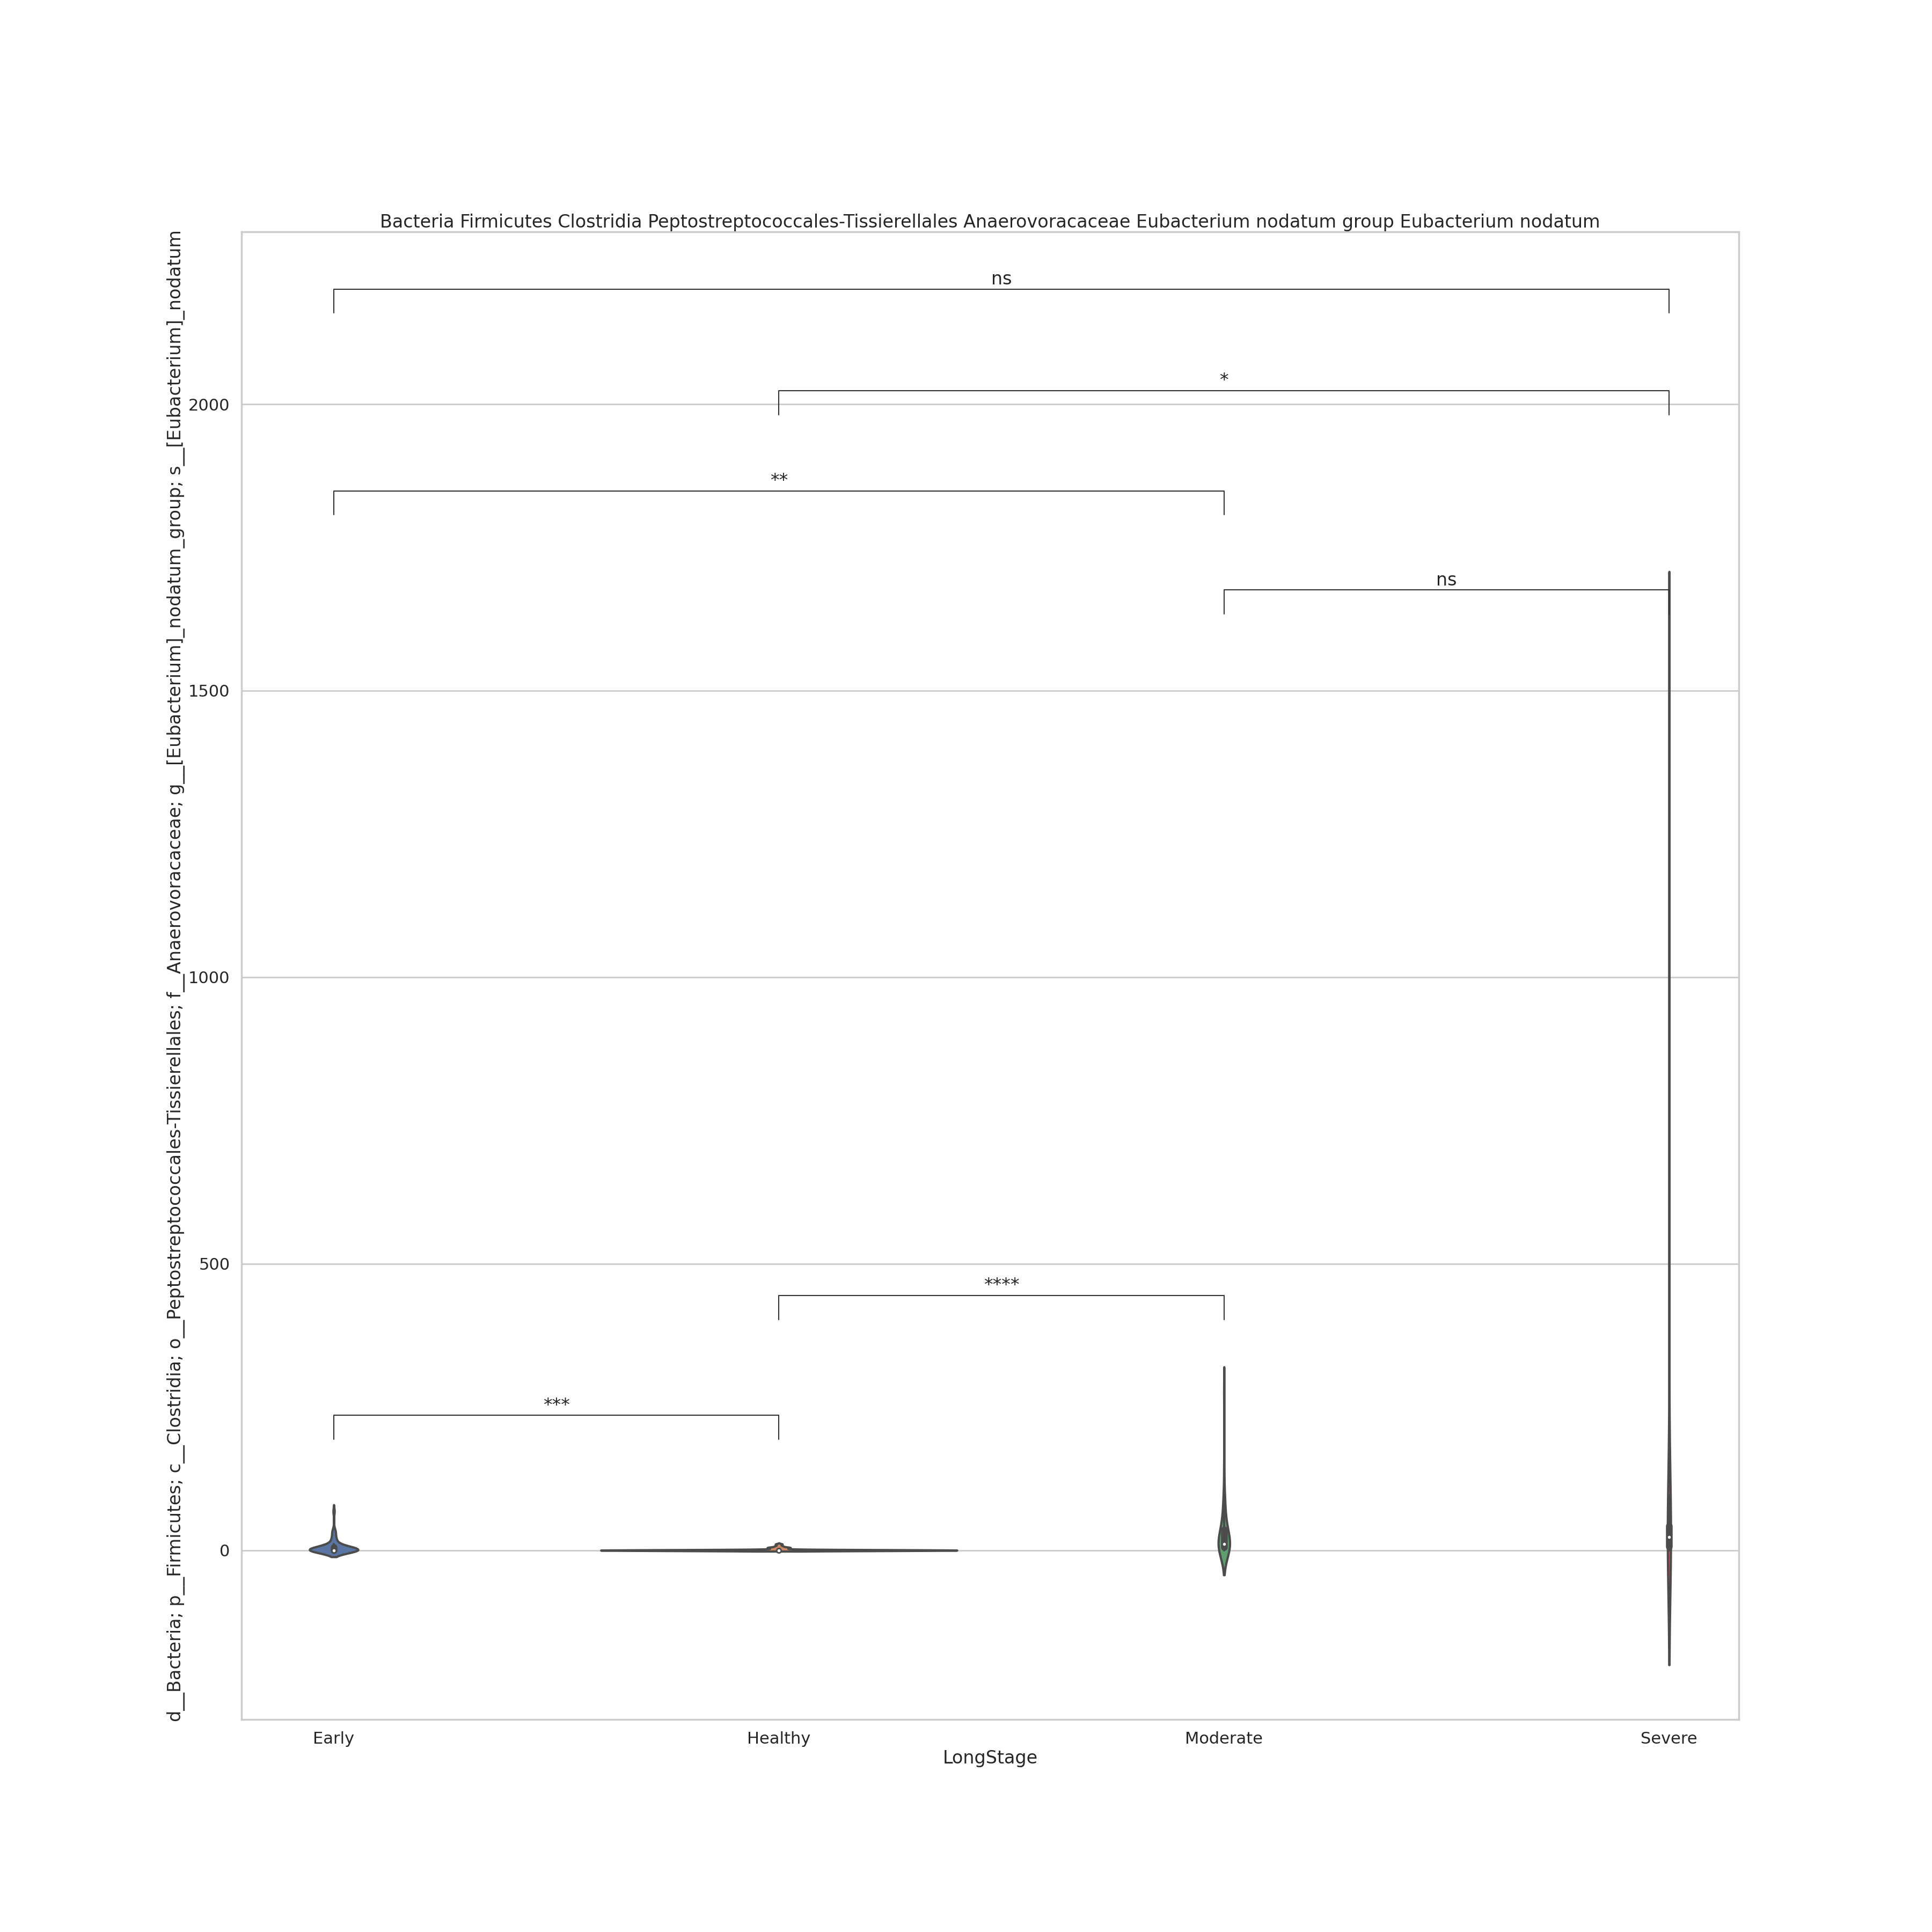 Bacteria Firmicutes Clostridia Peptostreptococcales-Tissierellales Anaerovoracaceae Eubacterium nodatum group Eubacterium nodatum
d__Bacteria; p__Firmicutes; c__Clostridia; o__Peptostreptococcales-Tissierellales; f__Anaerovoracaceae; g__[Eubacterium]_nodatum_group; s__[Eubacterium]_nodatum
ns
*
2000
**
ns
1500
1000
500
****
***
0
Early Healthy Moderate Severe
LongStage